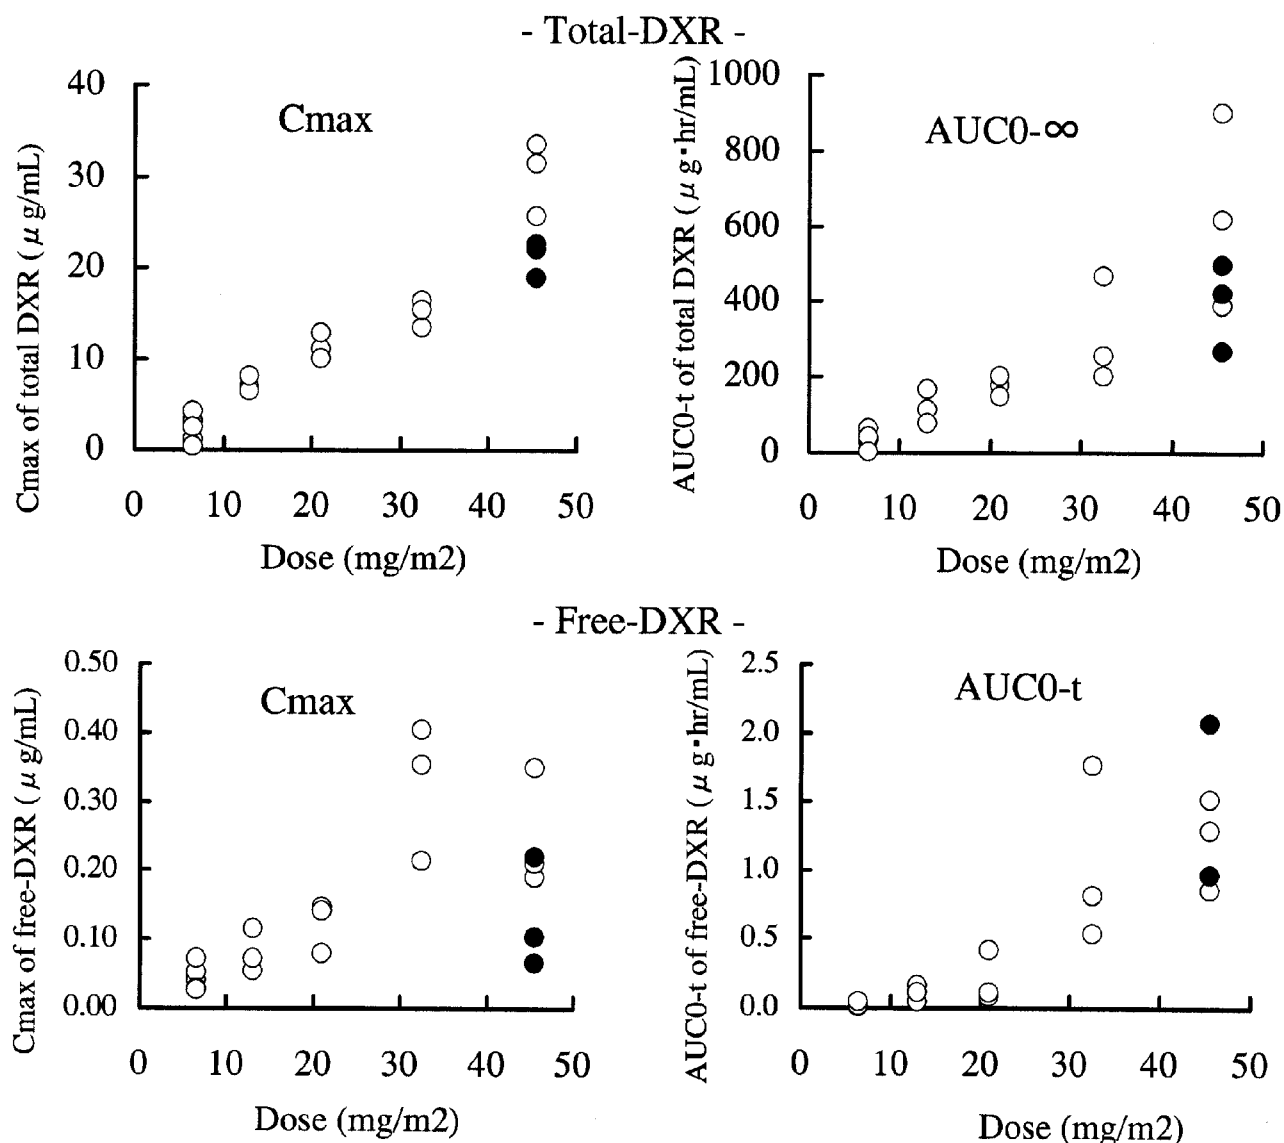 - Total-DXR -
Cmax
Cmax of total DXR ( μ g/mL)
40
30
20
10
0
0 10 20 30 40 50
Dose (mg/m2)
AUC0-∞
AUC0-t of total DXR ( μ g・hr/mL)
1000
800
600
400
200
0
0 10 20 30 40 50
Dose (mg/m2)
- Free-DXR -
Cmax
Cmax of free-DXR ( μ g/mL)
0.50
0.40
0.30
0.20
0.10
0.00
0 10 20 30 40 50
Dose (mg/m2)
AUC0-t
AUC0-t of free-DXR ( μ g・hr/mL)
2.5
2.0
1.5
1.0
0.5
0
0 10 20 30 40 50
Dose (mg/m2)